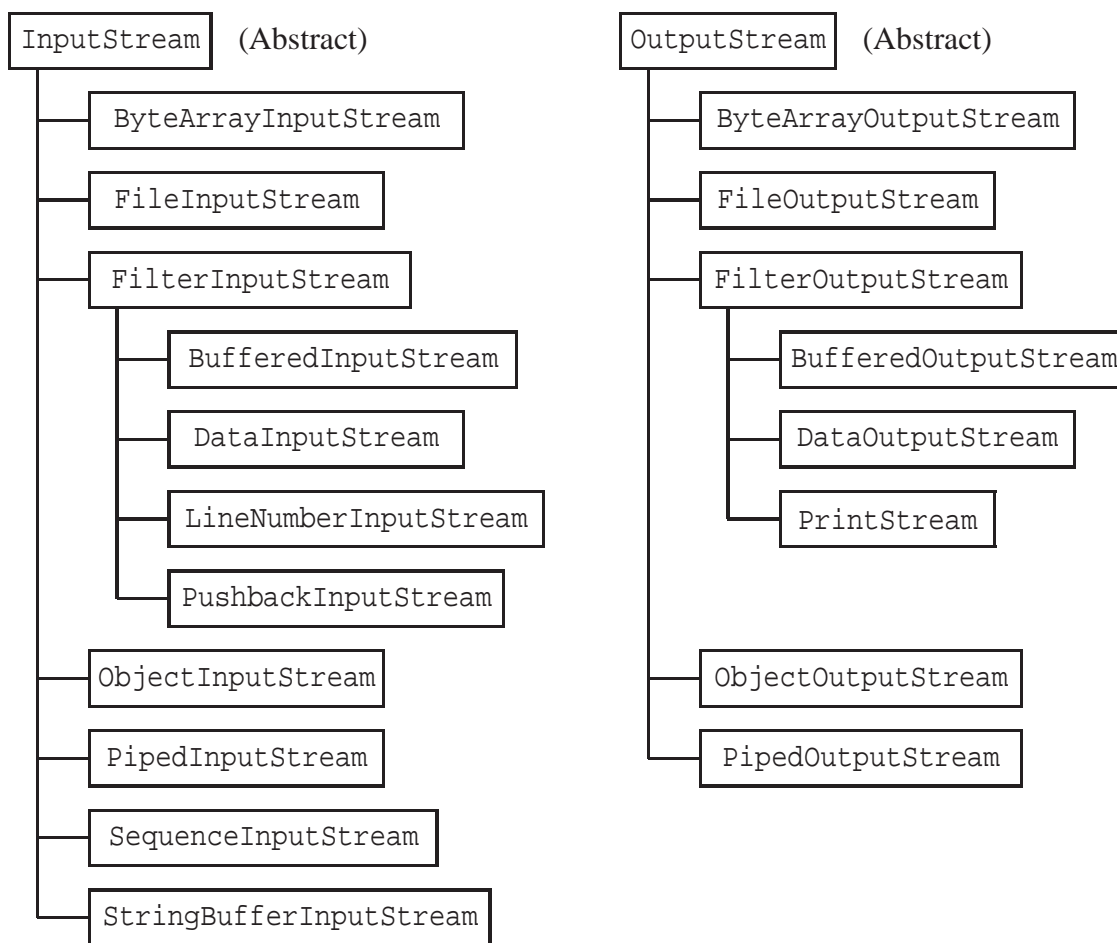 InputStream (Abstract)
ByteArrayInputStream
FileInputStream
FilterInputStream
BufferedInputStream
DataInputStream
LineNumberInputStream
PushbackInputStream
ObjectInputStream
PipedInputStream
SequenceInputStream
StringBufferInputStream
OutputStream (Abstract)
ByteArrayOutputStream
FileOutputStream
FilterOutputStream
BufferedOutputStream
DataOutputStream
PrintStream
ObjectOutputStream
PipedOutputStream